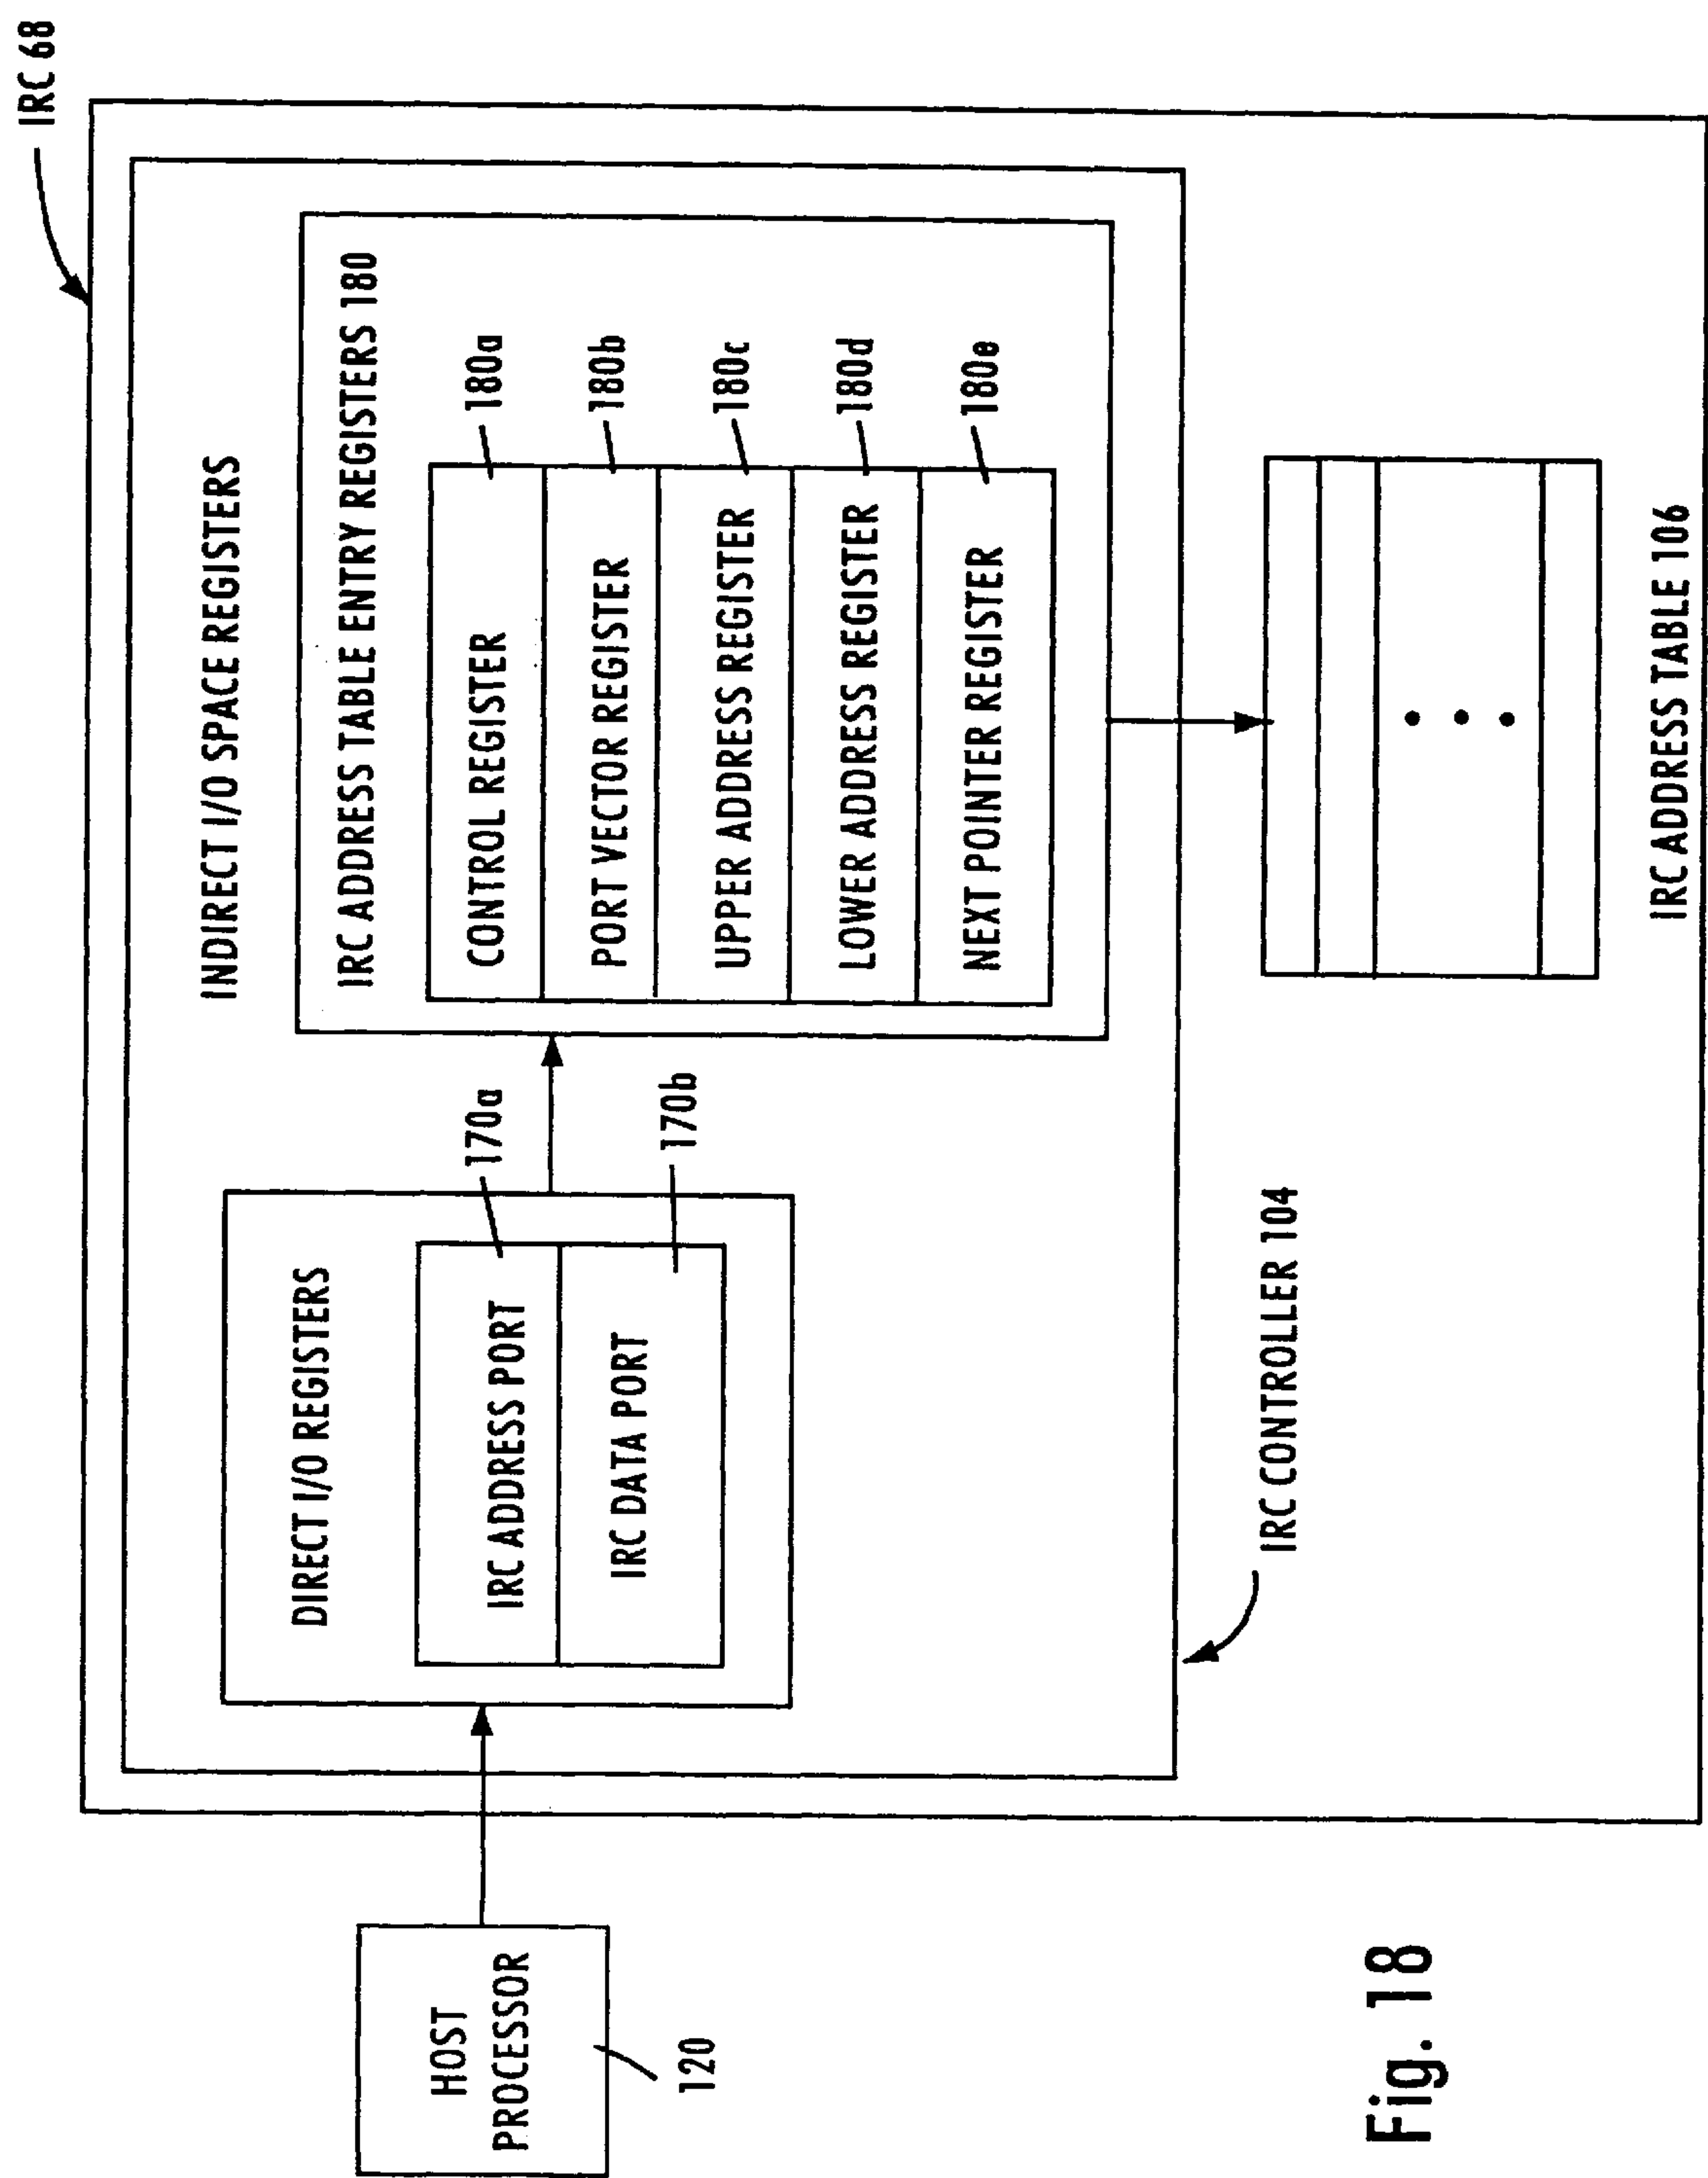 IRC 68
INDIRECT I/O SPACE REGISTERS
IRC ADDRESS TABLE ENTRY REGISTERS 180
CONTROL REGISTER
180a
PORT VECTOR REGISTER
180b
UPPER ADDRESS REGISTER
180c
LOWER ADDRESS REGISTER
180d
NEXT POINTER REGISTER
180e
DIRECT I/O REGISTERS
IRC ADDRESS PORT
170a
IRC DATA PORT
170b
HOST
PROCESSOR
120
IRC CONTROLLER 104
IRC ADDRESS TABLE 106
Fig. 18